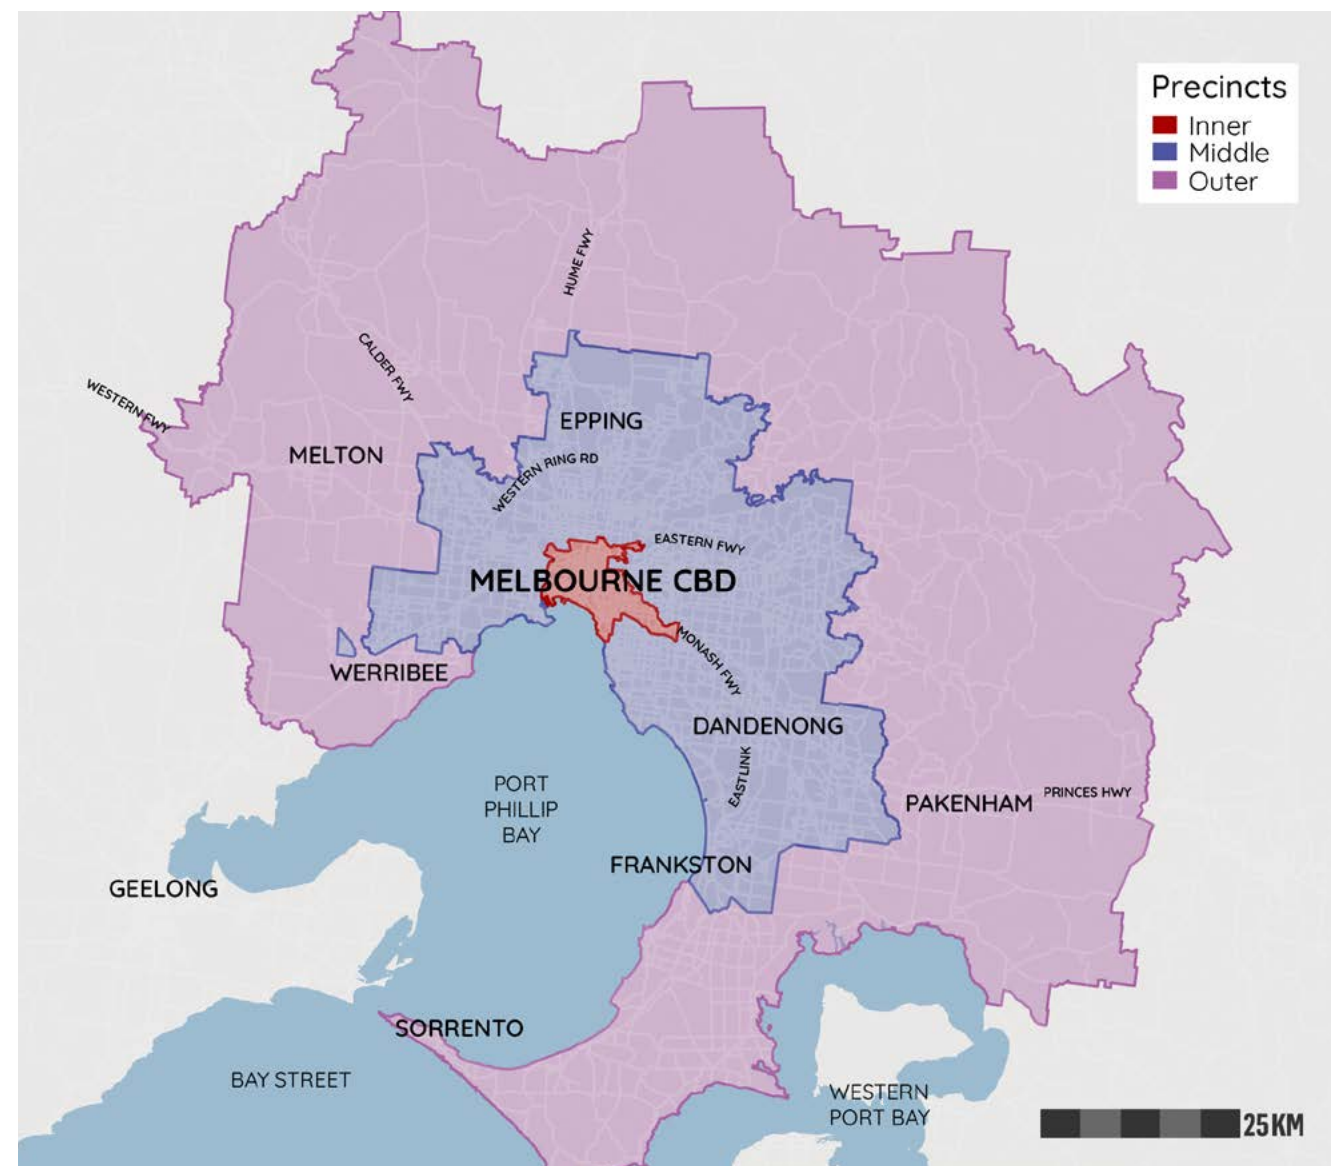 Precincts
Inner
Middle
Outer
HUME FWY
CALDER FWY
WESTERN FWY
EPPING
MELTON
WESTERN RING RD
EASTERN FWY
MELBOURNE CBD
MONASH FWY
WERRIBEE
DANDENONG
EASTLINK
PORT
PHILLIP
BAY
PAKENHAM
PRINCES HWY
FRANKSTON
GEELONG
SORRENTO
BAY STREET
WESTERN
PORT BAY
25KM